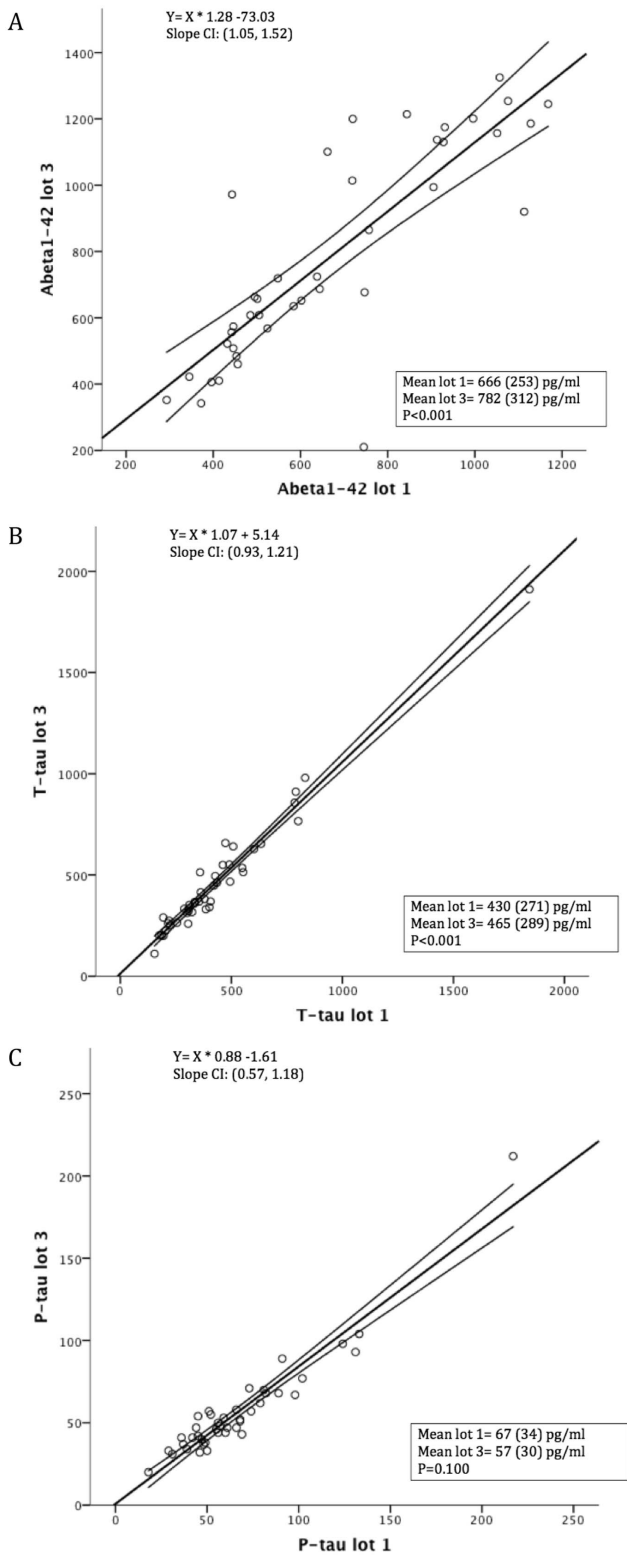 A
Y= X * 1.28 -73.03
Slope CI: (1.05, 1.52)
1400
1200
1000
800
600
400
200
Abeta1-42 lot 3
Mean lot 1= 666 (253) pg/ml
Mean lot 3= 782 (312) pg/ml
P<0.001
200 400 600 800 1000 1200
Abeta1-42 lot 1
B
Y= X * 1.07 + 5.14
Slope CI: (0.93, 1.21)
2000
1500
1000
500
0
T-tau lot 3
Mean lot 1= 430 (271) pg/ml
Mean lot 3= 465 (289) pg/ml
P<0.001
0 500 1000 1500 2000
T-tau lot 1
C
Y= X * 0.88 -1.61
Slope CI: (0.57, 1.18)
250
200
150
100
50
0
P-tau lot 3
Mean lot 1= 67 (34) pg/ml
Mean lot 3= 57 (30) pg/ml
P=0.100
0 50 100 150 200 250
P-tau lot 1